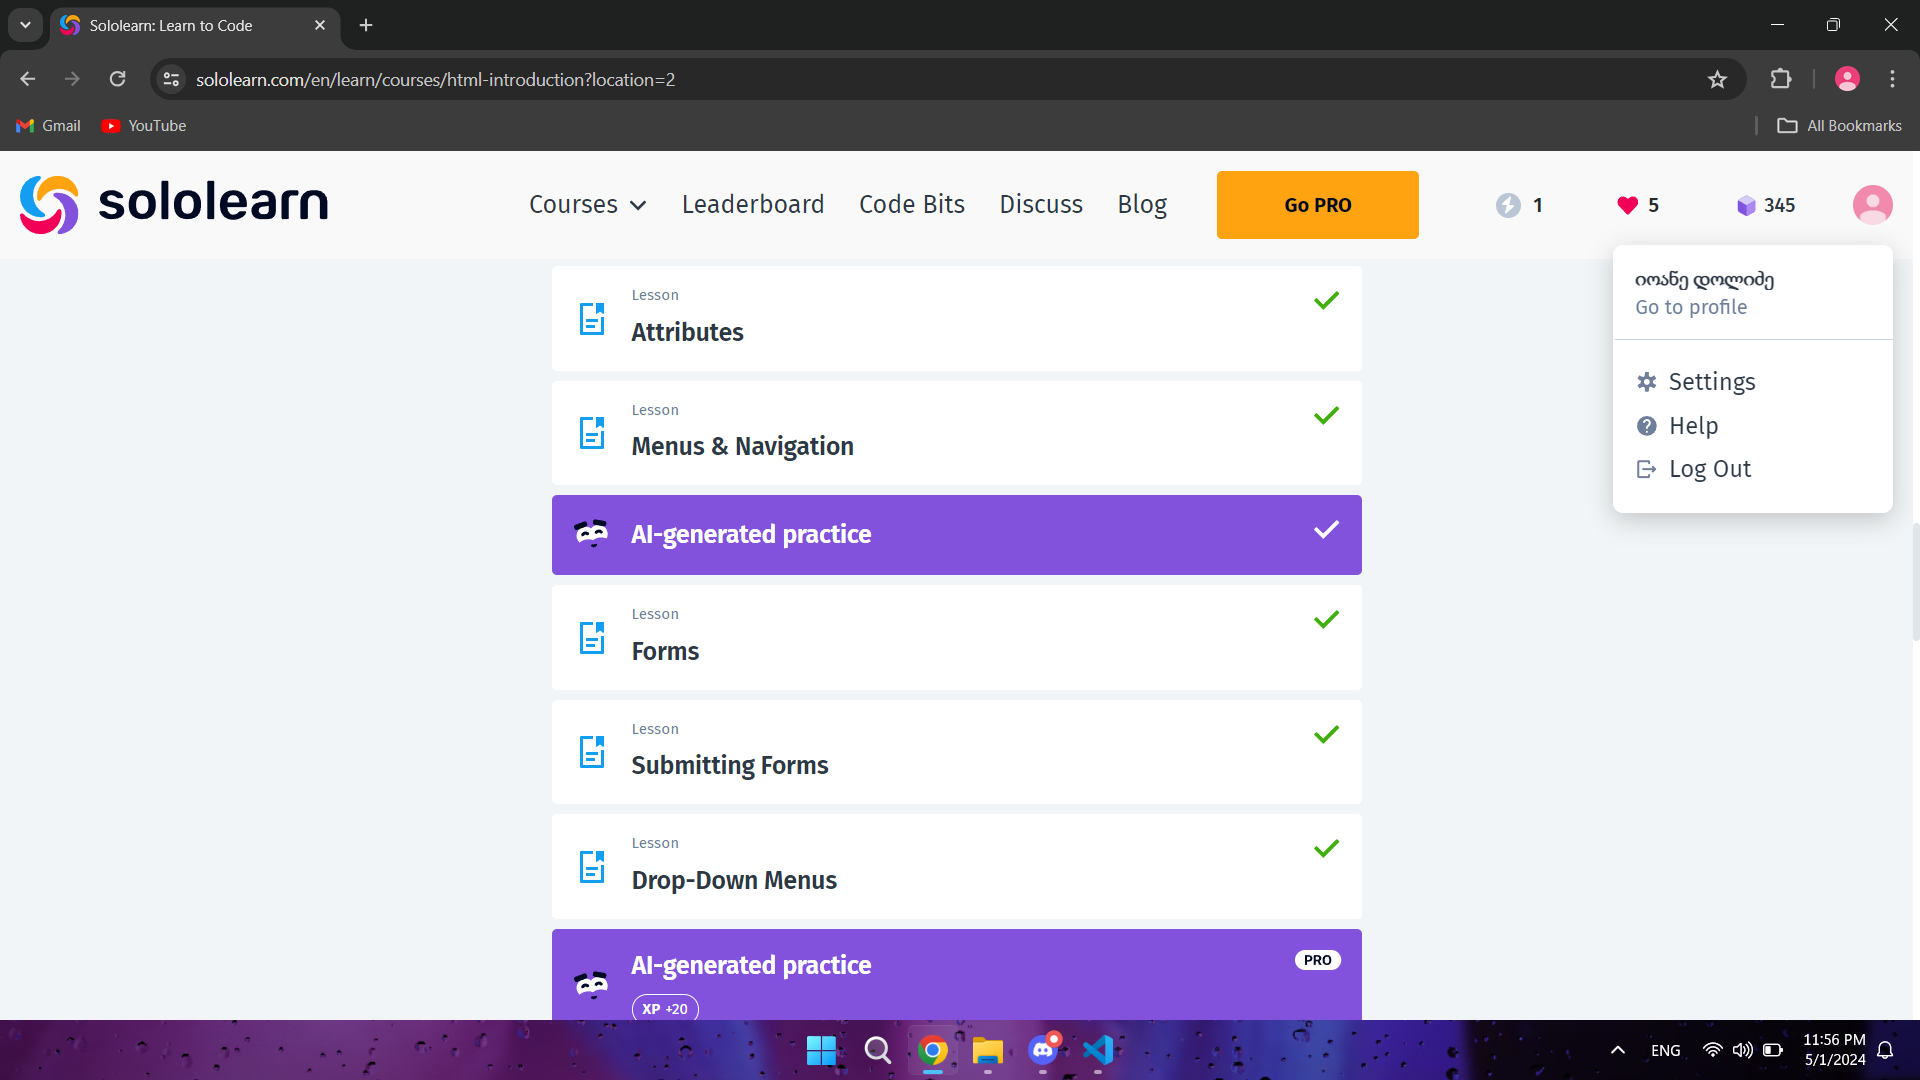 Sololearn: Learn to Code
sololearn.com/en/learn/courses/html-introduction?location=2
Gmail YouTube All Bookmarks
sololearn Courses Leaderboard Code Bits Discuss Blog Go PRO 1 5 345
იოანე დოლიძე
Go to profile
Settings
Help
Log Out
Lesson
Attributes
Lesson
Menus & Navigation
AI-generated practice
Lesson
Forms
Lesson
Submitting Forms
Lesson
Drop-Down Menus
AI-generated practice PRO
XP +20
ENG 11:56 PM
5/1/2024